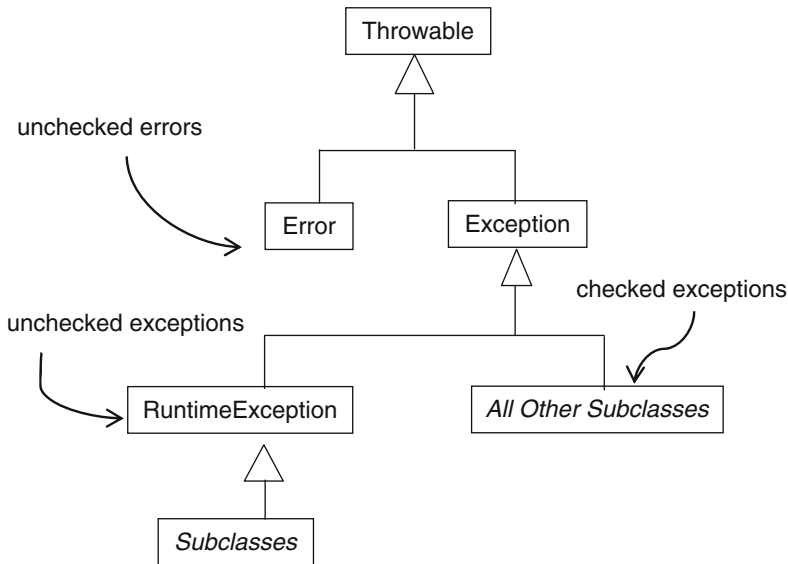 Throwable
unchecked errors
Error
Exception
checked exceptions
unchecked exceptions
RuntimeException
All Other Subclasses
Subclasses